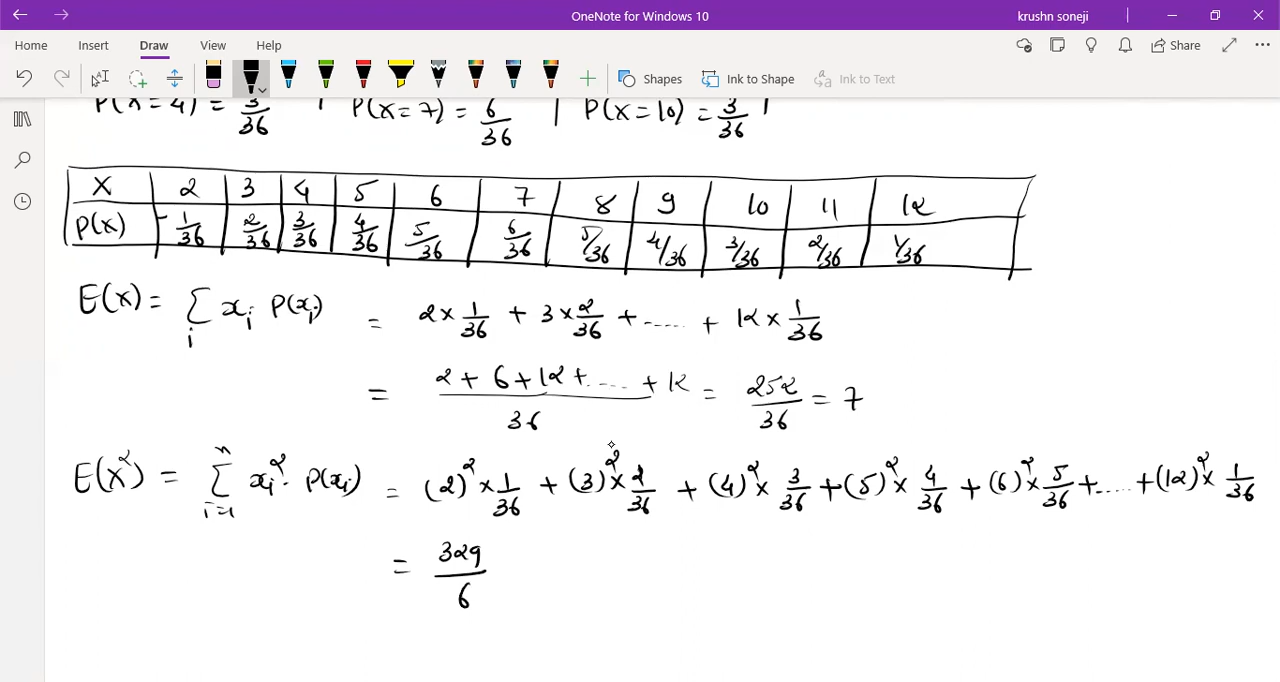 OneNote for Windows 10
krushn soneji
Home Insert Draw View Help Share
Shapes Ink to Shape Ink to Text
P(X=4) = 3/36 | P(X=7) = 6/36 | P(X=10) = 3/36 |
X 2 3 4 5 6 7 8 9 10 11 12
P(x) 1/36 2/36 3/36 4/36 5/36 6/36 5/36 4/36 3/36 2/36 1/36
E(x) = ∑i xi P(xi) = 2 × 1/36 + 3 × 2/36 + ..... + 12 × 1/36
= (2 + 6 + 12 + ..... + 12)/36 = 252/36 = 7
E(X²) = ∑i=1^n xi² · P(xi) = (2)² × 1/36 + (3)² × 2/36 + (4)² × 3/36 + (5)² × 4/36 + (6)² × 5/36 + ..... + (12)² × 1/36
= 329/6